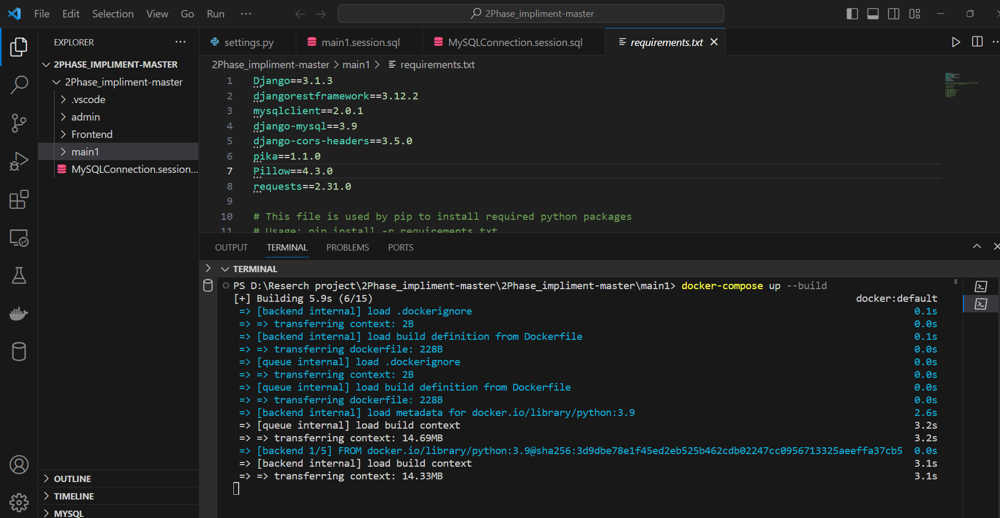 File Edit Selection View Go Run ···
2Phase_impliment-master
EXPLORER ···
2PHASE_IMPLIMENT-MASTER
2Phase_impliment-master
.vscode
admin
Frontend
main1
MySQLConnection.session...
OUTLINE
TIMELINE
MYSQL
settings.py main1.session.sql MySQLConnection.session.sql requirements.txt
2Phase_impliment-master > main1 > requirements.txt
1 Django==3.1.3
2 djangorestframework==3.12.2
3 mysqlclient==2.0.1
4 django-mysql==3.9
5 django-cors-headers==3.5.0
6 pika==1.1.0
7 Pillow==4.3.0
8 requests==2.31.0
9
10 # This file is used by pip to install required python packages
11 # Usage: pip install -r requirements.txt
OUTPUT TERMINAL PROBLEMS PORTS
TERMINAL
PS D:\Reserch project\2Phase_impliment-master\2Phase_impliment-master\main1> docker-compose up --build
[+] Building 5.9s (6/15) docker:default
=> [backend internal] load .dockerignore 0.1s
=> => transferring context: 2B 0.0s
=> [backend internal] load build definition from Dockerfile 0.1s
=> => transferring dockerfile: 228B 0.0s
=> [queue internal] load .dockerignore 0.0s
=> => transferring context: 2B 0.0s
=> [queue internal] load build definition from Dockerfile 0.0s
=> => transferring dockerfile: 228B 0.0s
=> [backend internal] load metadata for docker.io/library/python:3.9 2.6s
=> [queue internal] load build context 3.2s
=> => transferring context: 14.69MB 3.2s
=> [backend 1/5] FROM docker.io/library/python:3.9@sha256:3d9dbe78e1f45ed2eb525b462cdb02247cc0956713325aeeffa37cb5 0.0s
=> [backend internal] load build context 3.1s
=> => transferring context: 14.33MB 3.1s